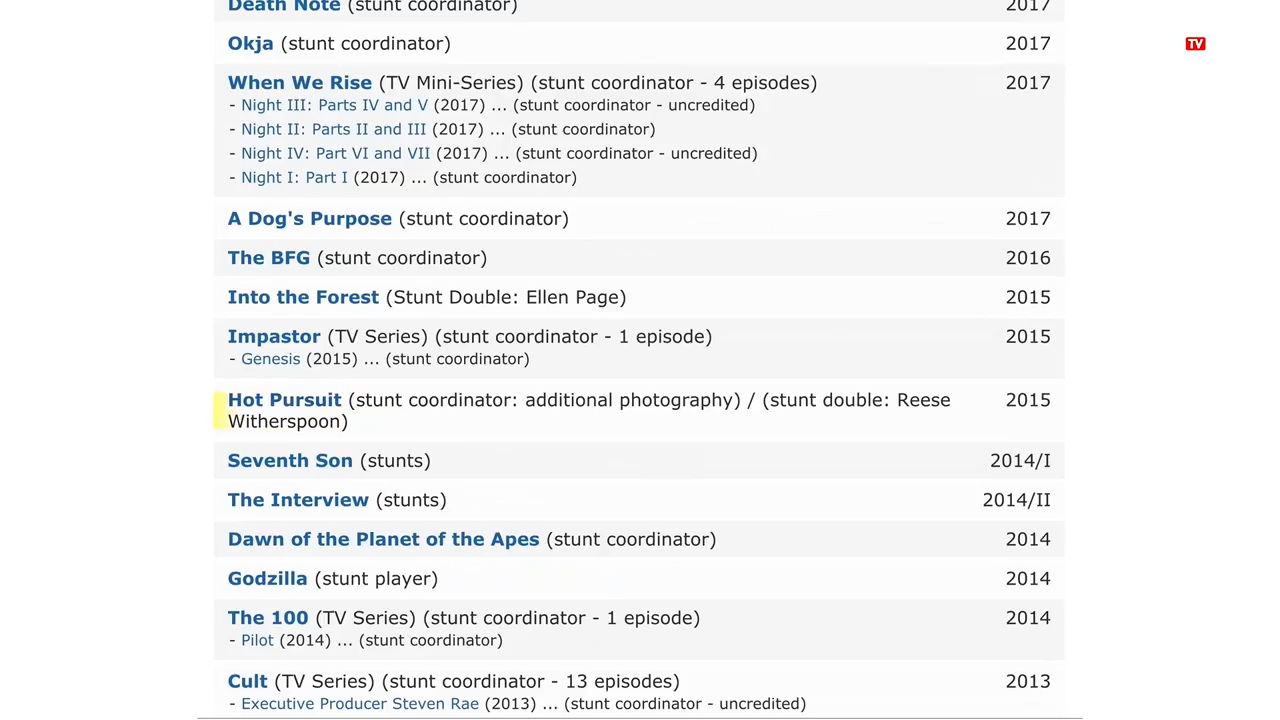 Death Note (stunt coordinator) 2017
TV
Okja (stunt coordinator) 2017
When We Rise (TV Mini-Series) (stunt coordinator - 4 episodes) 2017
- Night III: Parts IV and V (2017) ... (stunt coordinator - uncredited)
- Night II: Parts II and III (2017) ... (stunt coordinator)
- Night IV: Part VI and VII (2017) ... (stunt coordinator - uncredited)
- Night I: Part I (2017) ... (stunt coordinator)
A Dog's Purpose (stunt coordinator) 2017
The BFG (stunt coordinator) 2016
Into the Forest (Stunt Double: Ellen Page) 2015
Impastor (TV Series) (stunt coordinator - 1 episode) 2015
- Genesis (2015) ... (stunt coordinator)
Hot Pursuit (stunt coordinator: additional photography) / (stunt double: Reese 2015
Witherspoon)
Seventh Son (stunts) 2014/I
The Interview (stunts) 2014/II
Dawn of the Planet of the Apes (stunt coordinator) 2014
Godzilla (stunt player) 2014
The 100 (TV Series) (stunt coordinator - 1 episode) 2014
- Pilot (2014) ... (stunt coordinator)
Cult (TV Series) (stunt coordinator - 13 episodes) 2013
- Executive Producer Steven Rae (2013) ... (stunt coordinator - uncredited)